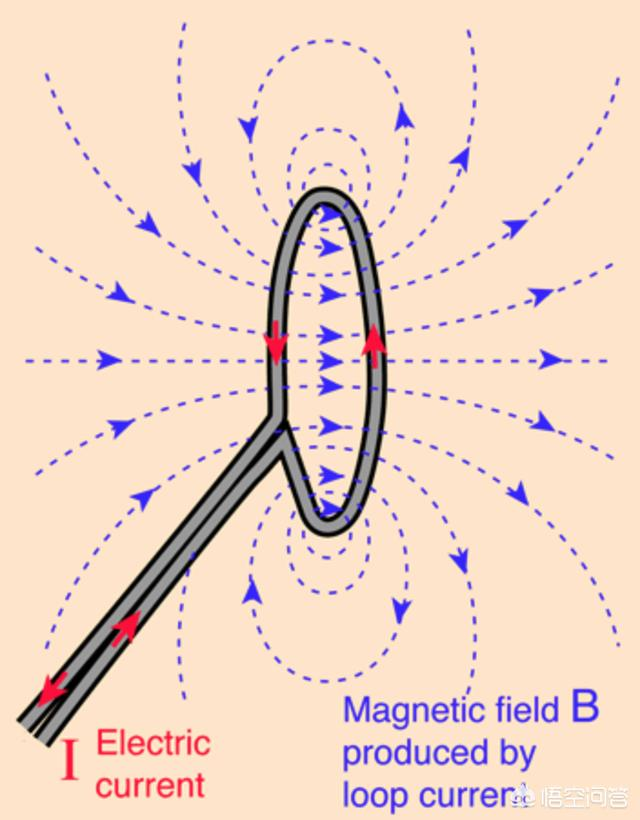 I
Electric
current
Magnetic field B
produced by
loop current
悟空问答